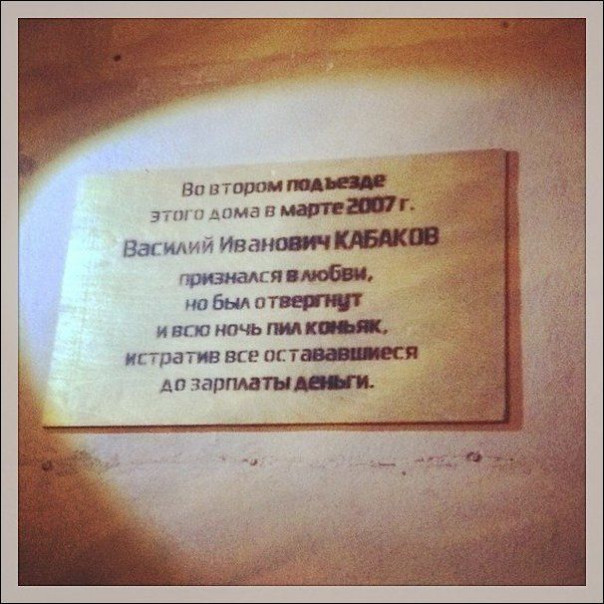 Во втором подъезде
этого дома в марте 2007 г.
Василий Иванович КАБАКОВ
признался в любви,
но был отвергнут
и всю ночь пил коньяк,
истратив все остававшиеся
до зарплаты деньги.